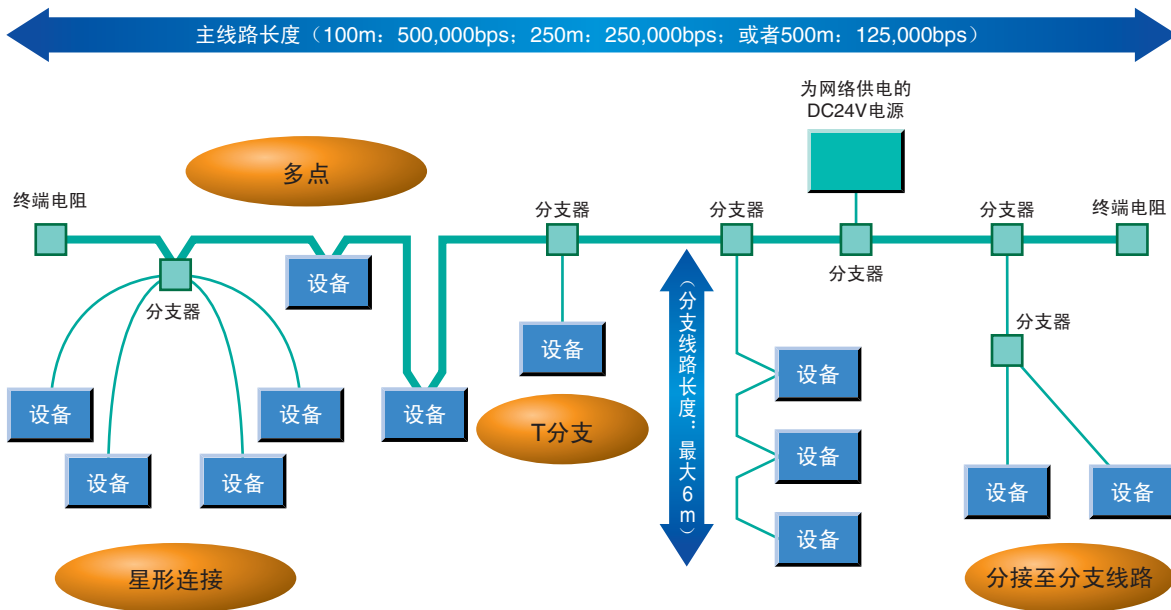 主线路长度（100m：500,000bps；250m：250,000bps；或者500m：125,000bps）
为网络供电的
DC24V电源
多点
终端电阻
分支器
分支器
分支器
终端电阻
分支器
设备
分支器
分支器
设备
（分支线路长度：最大6m）
设备
设备
设备
设备
T分支
设备
设备
设备
设备
设备
设备
设备
星形连接
分接至分支线路